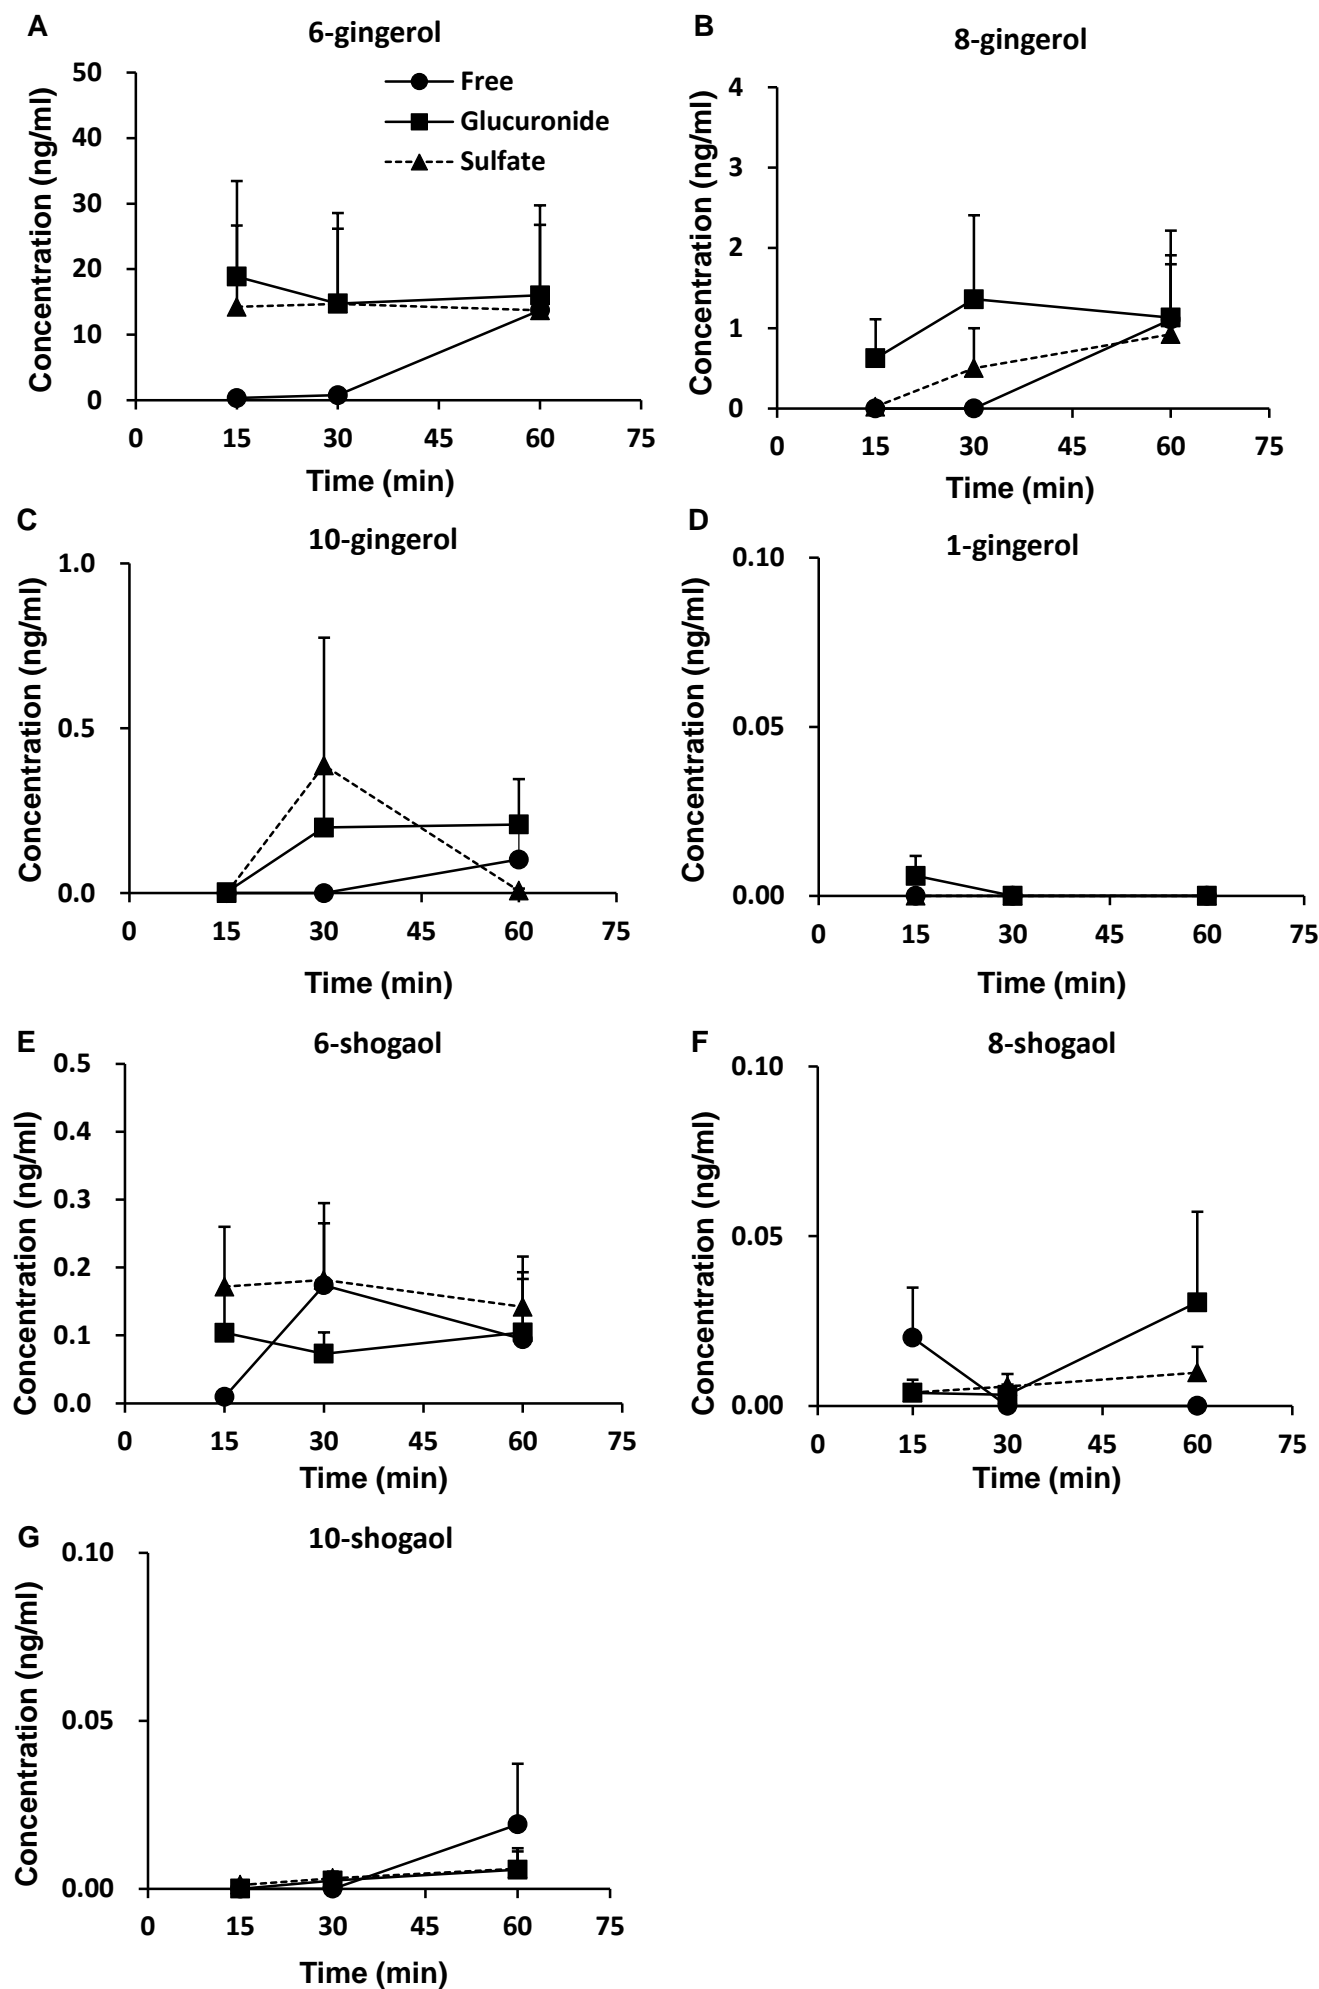 A
6-gingerol
Free
Glucuronide
Sulfate
Concentration (ng/ml)
50
40
30
20
10
0
0 15 30 45 60 75
Time (min)
B
8-gingerol
Concentration (ng/ml)
4
3
2
1
0
0 15 30 45 60 75
Time (min)
C
10-gingerol
Concentration (ng/ml)
1.0
0.5
0.0
0 15 30 45 60 75
Time (min)
D
1-gingerol
Concentration (ng/ml)
0.10
0.05
0.00
0 15 30 45 60 75
Time (min)
E
6-shogaol
Concentration (ng/ml)
0.5
0.4
0.3
0.2
0.1
0.0
0 15 30 45 60 75
Time (min)
F
8-shogaol
Concentration (ng/ml)
0.10
0.05
0.00
0 15 30 45 60 75
Time (min)
G
10-shogaol
Concentration (ng/ml)
0.10
0.05
0.00
0 15 30 45 60 75
Time (min)